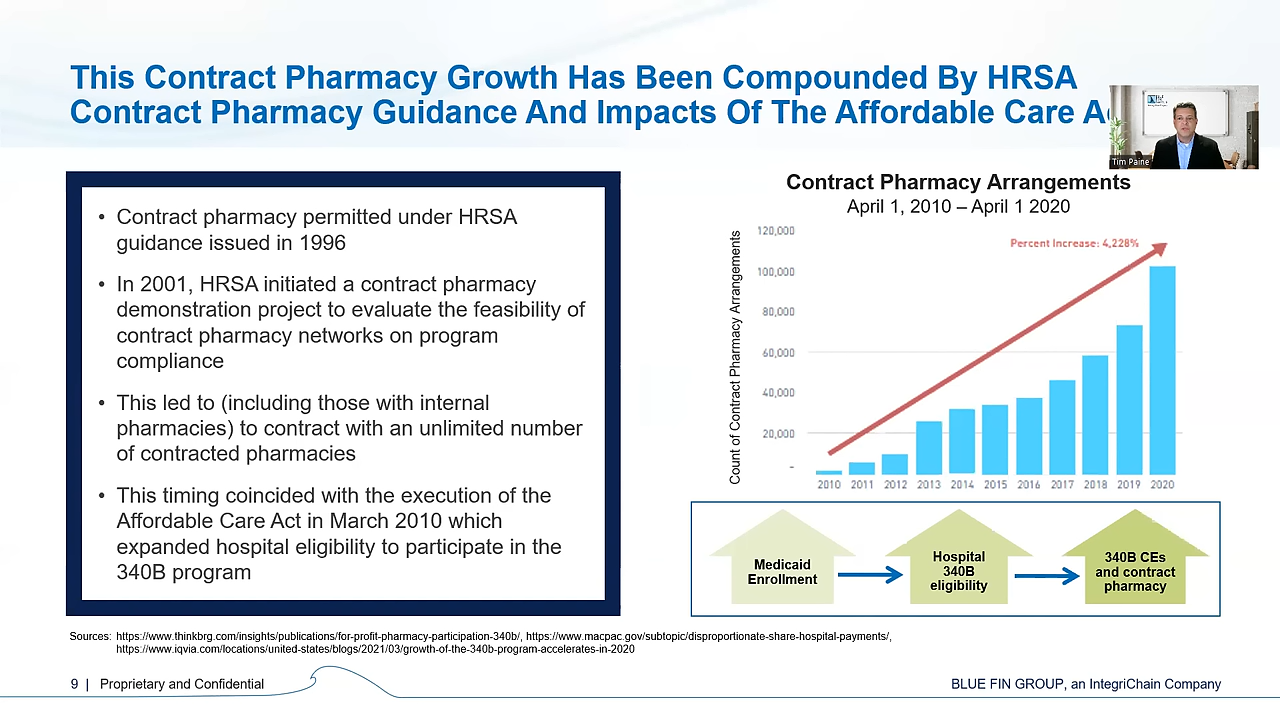 This Contract Pharmacy Growth Has Been Compounded By HRSA
Contract Pharmacy Guidance And Impacts Of The Affordable Care
Tim Paine
• Contract pharmacy permitted under HRSA
guidance issued in 1996
• In 2001, HRSA initiated a contract pharmacy
demonstration project to evaluate the feasibility of
contract pharmacy networks on program
compliance
• This led to (including those with internal
pharmacies) to contract with an unlimited number
of contracted pharmacies
• This timing coincided with the execution of the
Affordable Care Act in March 2010 which
expanded hospital eligibility to participate in the
340B program
Contract Pharmacy Arrangements
April 1, 2010 – April 1 2020
Count of Contract Pharmacy Arrangements
120,000
100,000
80,000
60,000
40,000
20,000
-
Percent Increase: 4,228%
2010 2011 2012 2013 2014 2015 2016 2017 2018 2019 2020
Medicaid
Enrollment
Hospital
340B
eligibility
340B CEs
and contract
pharmacy
Sources: https://www.thinkbrg.com/insights/publications/for-profit-pharmacy-participation-340b/, https://www.macpac.gov/subtopic/disproportionate-share-hospital-payments/,
https://www.iqvia.com/locations/united-states/blogs/2021/03/growth-of-the-340b-program-accelerates-in-2020
9 | Proprietary and Confidential
BLUE FIN GROUP, an IntegriChain Company